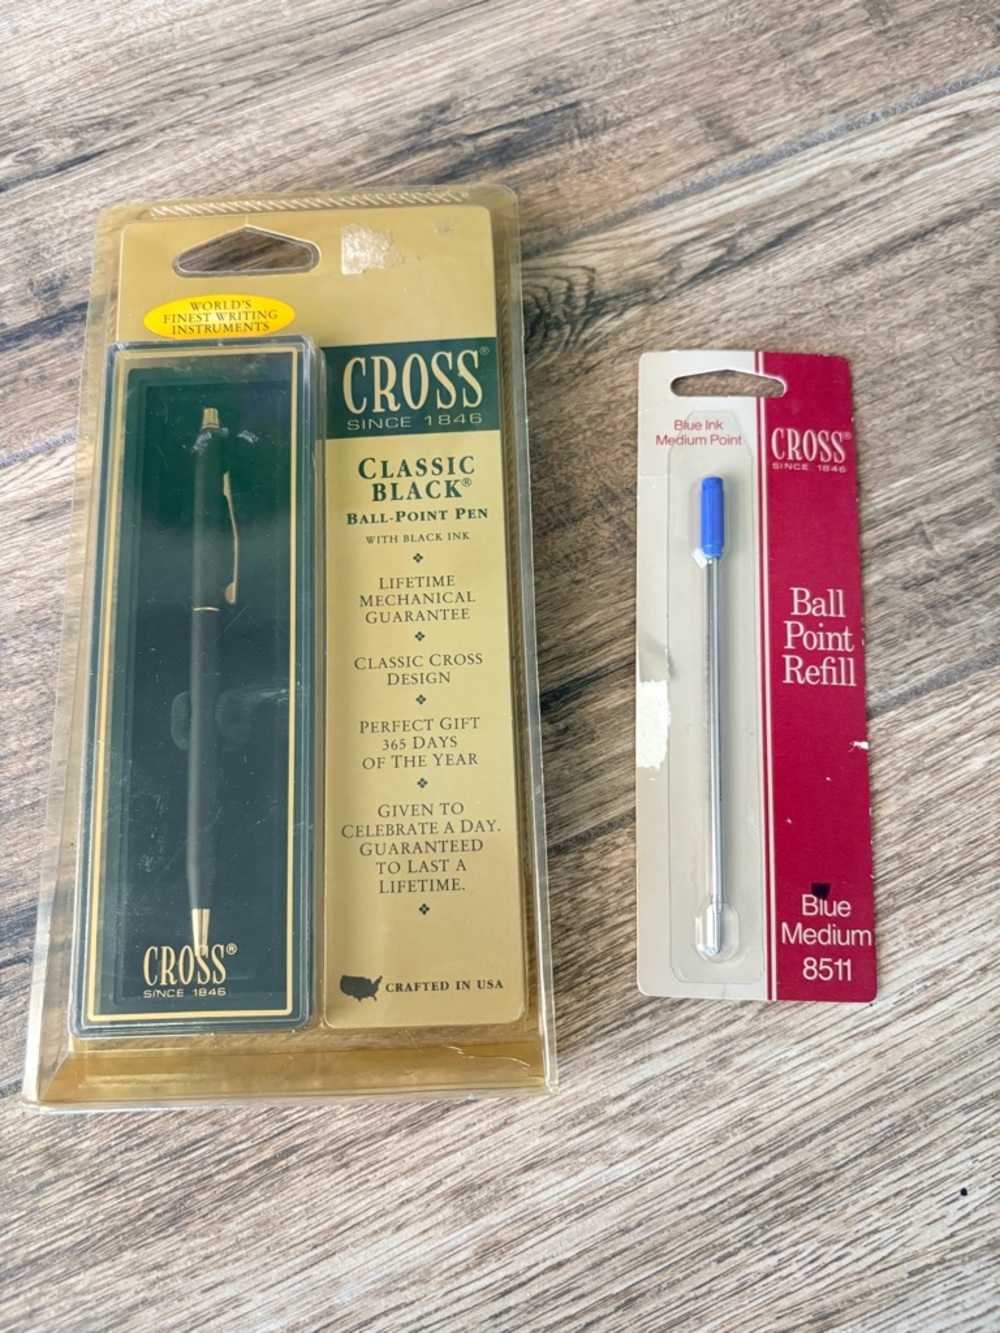 WORLD'S
FINEST WRITING
INSTRUMENTS
CROSS®
SINCE 1846
CLASSIC
BLACK®
BALL-POINT PEN
WITH BLACK INK
LIFETIME
MECHANICAL
GUARANTEE
CLASSIC CROSS
DESIGN
PERFECT GIFT
365 DAYS
OF THE YEAR
GIVEN TO
CELEBRATE A DAY.
GUARANTEED
TO LAST A
LIFETIME.
CRAFTED IN USA
CROSS®
SINCE 1846
Blue Ink
Medium Point
CROSS®
SINCE 1846
Ball
Point
Refill
Blue
Medium
8511